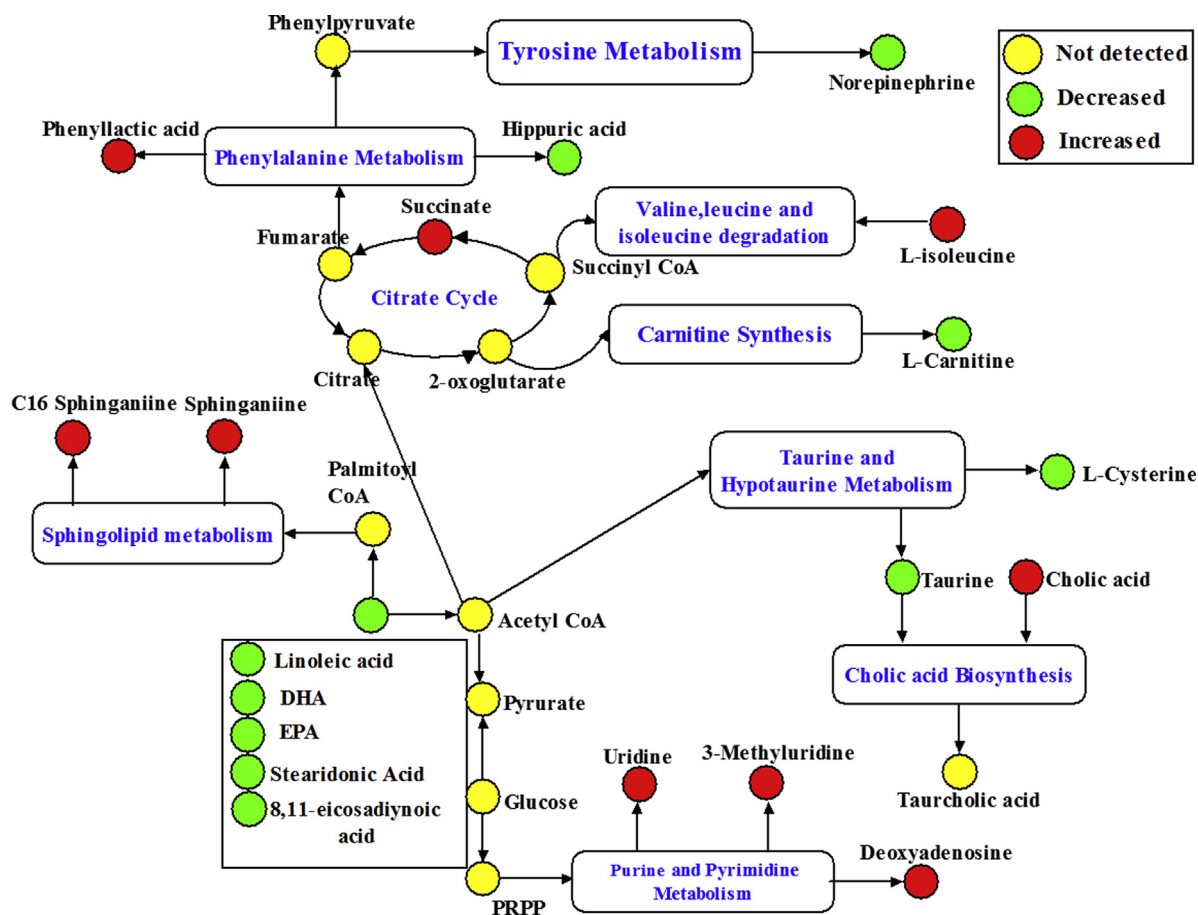 Phenylpyruvate
Tyrosine Metabolism
Norepinephrine
Not detected
Decreased
Increased
Phenyllactic acid
Phenylalanine Metabolism
Hippuric acid
Succinate
Fumarate
Citrate Cycle
Succinyl CoA
Valine,leucine and
isoleucine degradation
L-isoleucine
Citrate
2-oxoglutarate
Carnitine Synthesis
L-Carnitine
C16 Sphinganiine
Sphinganiine
Palmitoyl
CoA
Sphingolipid metabolism
Taurine and
Hypotaurine Metabolism
L-Cysterine
Acetyl CoA
Taurine
Cholic acid
Linoleic acid
DHA
EPA
Stearidonic Acid
8,11-eicosadiynoic
acid
Pyrurate
Glucose
PRPP
Cholic acid Biosynthesis
Taurcholic acid
Uridine
3-Methyluridine
Purine and Pyrimidine
Metabolism
Deoxyadenosine